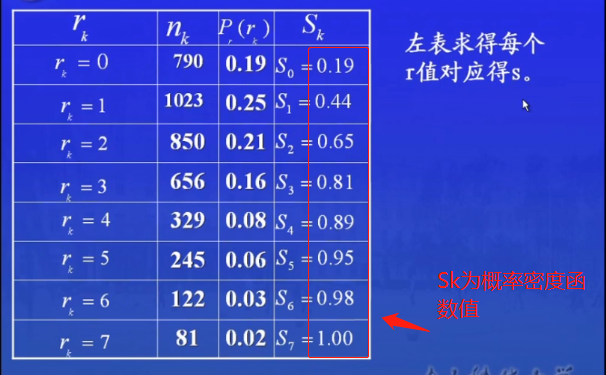 r_k n_k P_r(r_k) S_k
r_k = 0 790 0.19 S_0 = 0.19
r_k = 1 1023 0.25 S_1 = 0.44
r_k = 2 850 0.21 S_2 = 0.65
r_k = 3 656 0.16 S_3 = 0.81
r_k = 4 329 0.08 S_4 = 0.89
r_k = 5 245 0.06 S_5 = 0.95
r_k = 6 122 0.03 S_6 = 0.98
r_k = 7 81 0.02 S_7 = 1.00
左表求得每个
r值对应得s。
Sk为概率密度函
数值